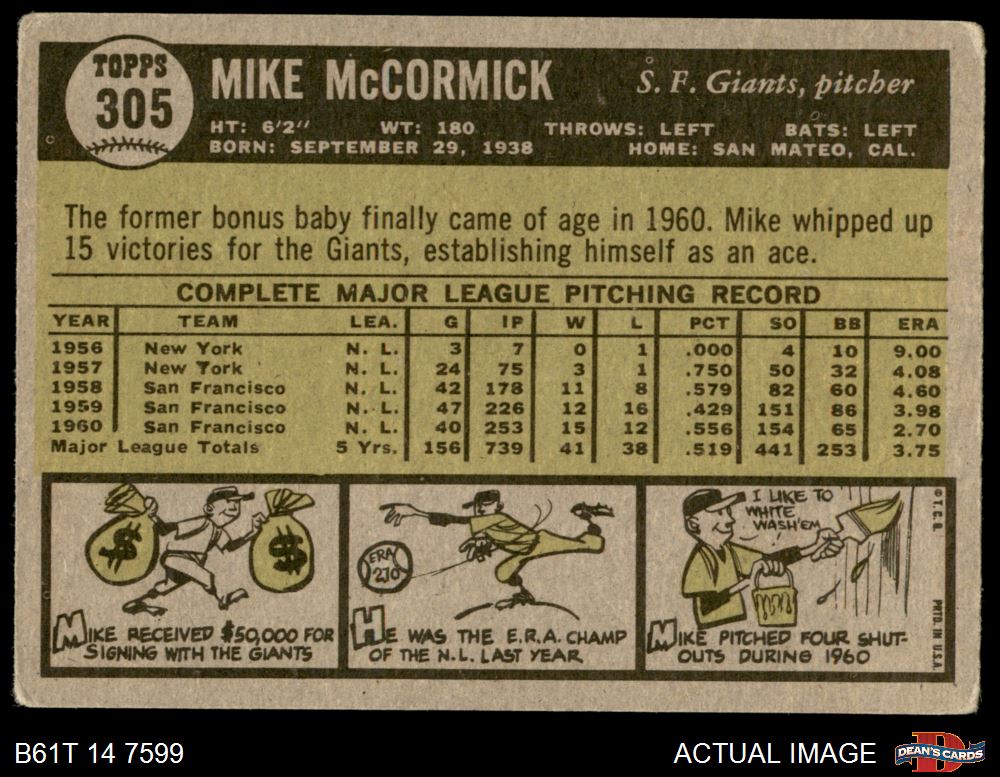 TOPPS
305
MIKE McCORMICK
S. F. Giants, pitcher
HT: 6'2" WT: 180 THROWS: LEFT BATS: LEFT
BORN: SEPTEMBER 29, 1938 HOME: SAN MATEO, CAL.
The former bonus baby finally came of age in 1960. Mike whipped up
15 victories for the Giants, establishing himself as an ace.
COMPLETE MAJOR LEAGUE PITCHING RECORD
YEAR TEAM LEA. G IP W L PCT SO BB ERA
1956 New York N. L. 3 7 0 1 .000 4 10 9.00
1957 New York N. L. 24 75 3 1 .750 50 32 4.08
1958 San Francisco N. L. 42 178 11 8 .579 82 60 4.60
1959 San Francisco N. L. 47 226 12 16 .429 151 86 3.98
1960 San Francisco N. L. 40 253 15 12 .556 154 65 2.70
Major League Totals 5 Yrs. 156 739 41 38 .519 441 253 3.75
$
$
MIKE RECEIVED $50,000 FOR
SIGNING WITH THE GIANTS
ERA
2.70
HE WAS THE E.R.A. CHAMP
OF THE N.L. LAST YEAR
I LIKE TO
WHITE
WASH'EM
MIKE PITCHED FOUR SHUT-
OUTS DURING 1960
© T. C. G.
PRTD. IN U.S.A.
B61T 14 7599
ACTUAL IMAGE
D
DEAN'S CARDS